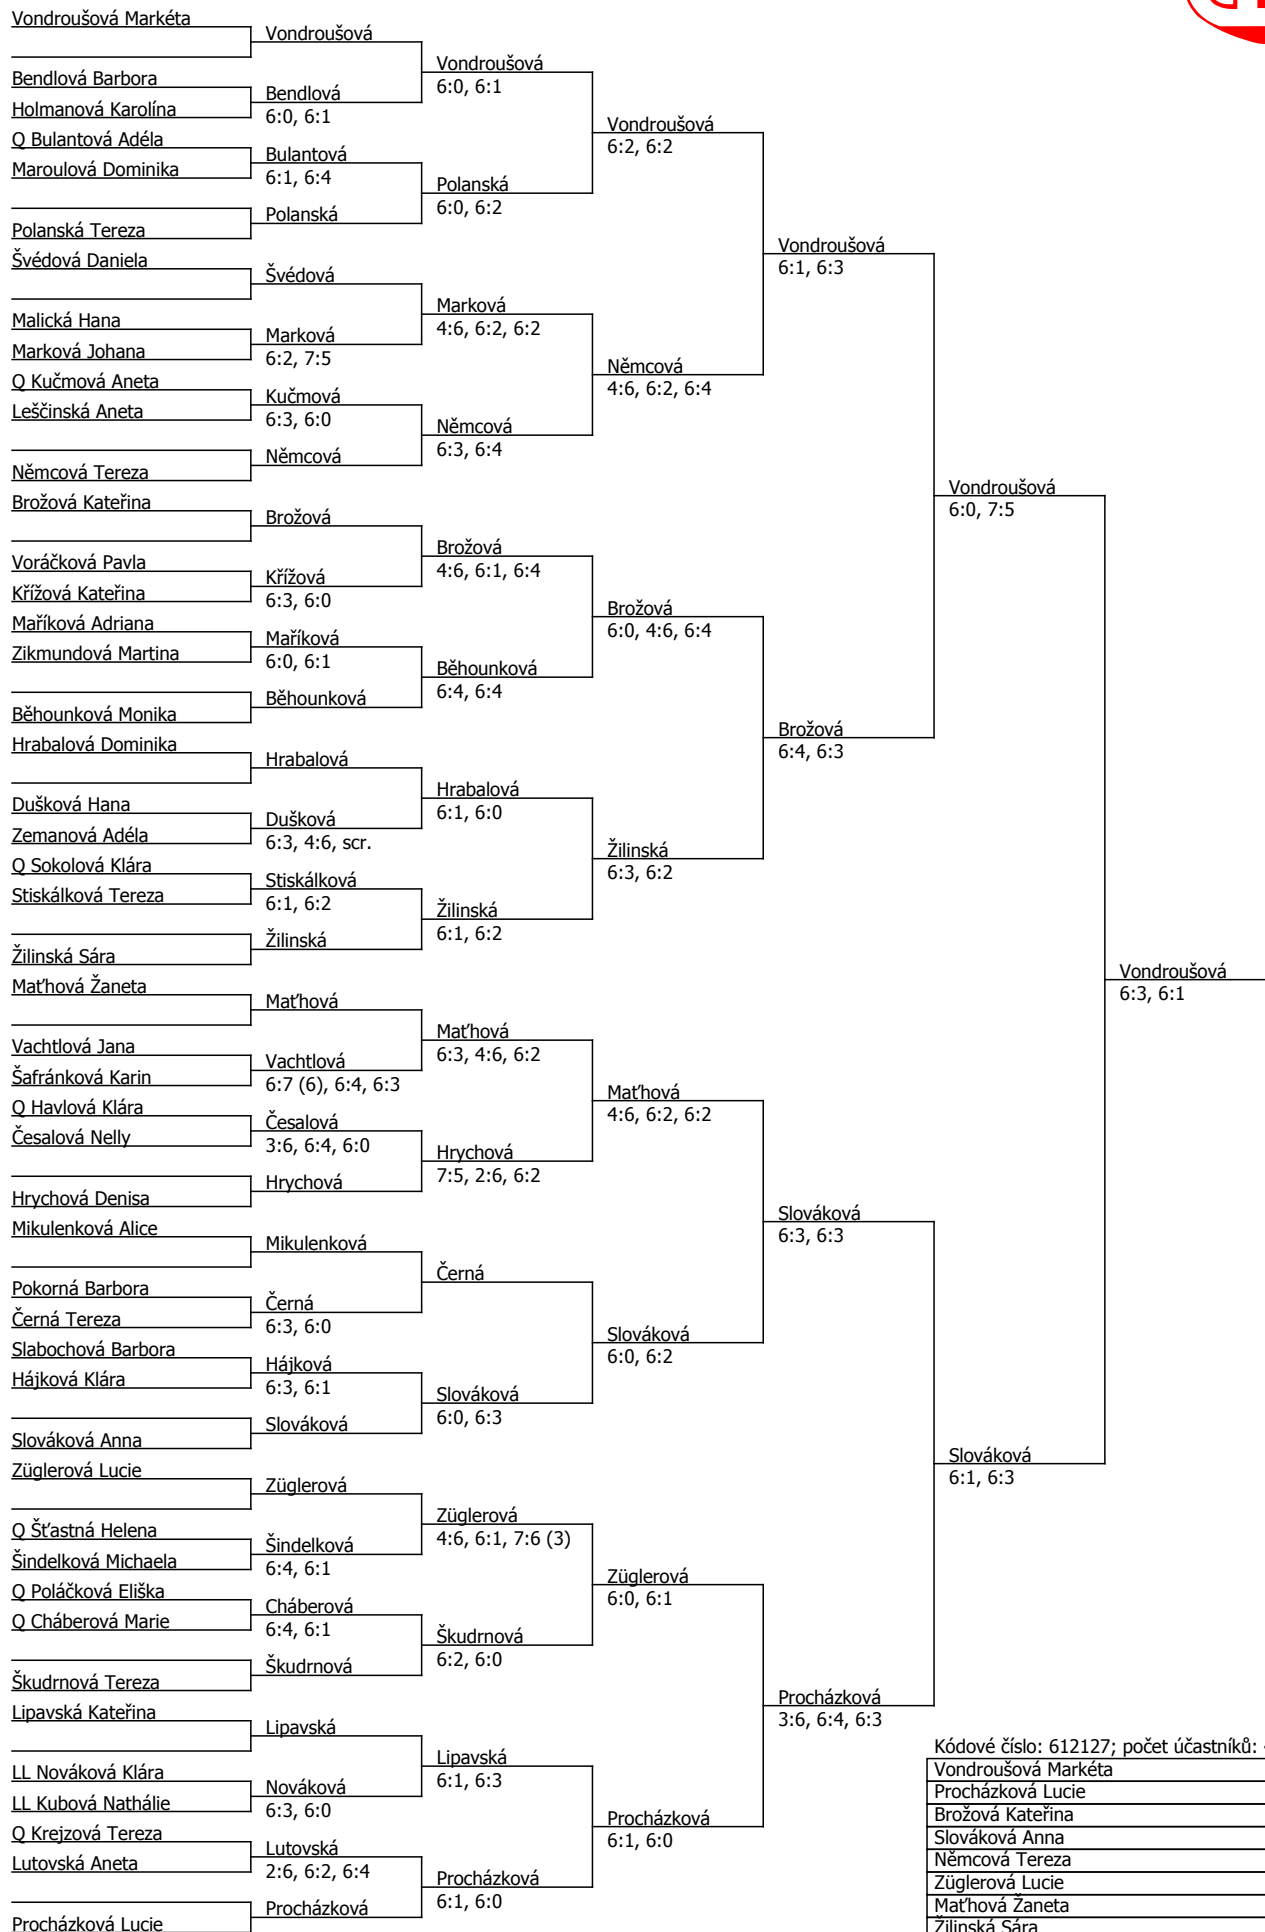 Vondroušová Markéta
Bendlová Barbora
Holmanová Karolína
Q Bulantová Adéla
Maroulová Dominika
Polanská Tereza
Švédová Daniela
Malická Hana
Marková Johana
Q Kučmová Aneta
Leščinská Aneta
Němcová Tereza
Brožová Kateřina
Voráčková Pavla
Křížová Kateřina
Maříková Adriana
Zikmundová Martina
Běhounková Monika
Hrabalová Dominika
Dušková Hana
Zemanová Adéla
Q Sokolová Klára
Stiskálková Tereza
Žilinská Sára
Maťhová Žaneta
Vachtlová Jana
Šafránková Karin
Q Havlová Klára
Česalová Nelly
Hrychová Denisa
Mikulenková Alice
Pokorná Barbora
Černá Tereza
Slabochová Barbora
Hájková Klára
Slováková Anna
Züglerová Lucie
Q Šťastná Helena
Šindelková Michaela
Q Poláčková Eliška
Q Cháberová Marie
Škudrnová Tereza
Lipavská Kateřina
LL Nováková Klára
LL Kubová Nathálie
Q Krejzová Tereza
Lutovská Aneta
Procházková Lucie
Vondroušová
Bendlová
6:0, 6:1
Bulantová
6:1, 6:4
Polanská
Švédová
Marková
6:2, 7:5
Kučmová
6:3, 6:0
Němcová
Brožová
Křížová
6:3, 6:0
Maříková
6:0, 6:1
Běhounková
Hrabalová
Dušková
6:3, 4:6, scr.
Stiskálková
6:1, 6:2
Žilinská
Maťhová
Vachtlová
6:7 (6), 6:4, 6:3
Česalová
3:6, 6:4, 6:0
Hrychová
Mikulenková
Černá
6:3, 6:0
Hájková
6:3, 6:1
Slováková
Züglerová
Šindelková
6:4, 6:1
Cháberová
6:4, 6:1
Škudrnová
Lipavská
Nováková
6:3, 6:0
Lutovská
2:6, 6:2, 6:4
Procházková
Vondroušová
6:0, 6:1
Polanská
6:0, 6:2
Marková
4:6, 6:2, 6:2
Němcová
6:3, 6:4
Brožová
4:6, 6:1, 6:4
Běhounková
6:4, 6:4
Hrabalová
6:1, 6:0
Žilinská
6:1, 6:2
Maťhová
6:3, 4:6, 6:2
Hrychová
7:5, 2:6, 6:2
Černá
Slováková
6:0, 6:3
Züglerová
4:6, 6:1, 7:6 (3)
Škudrnová
6:2, 6:0
Lipavská
6:1, 6:3
Procházková
6:1, 6:0
Vondroušová
6:2, 6:2
Němcová
4:6, 6:2, 6:4
Brožová
6:0, 4:6, 6:4
Žilinská
6:3, 6:2
Maťhová
4:6, 6:2, 6:2
Slováková
6:0, 6:2
Züglerová
6:0, 6:1
Procházková
6:1, 6:0
Vondroušová
6:1, 6:3
Brožová
6:4, 6:3
Slováková
6:3, 6:3
Procházková
3:6, 6:4, 6:3
Vondroušová
6:0, 7:5
Slováková
6:1, 6:3
Vondroušová
6:3, 6:1
Kódové číslo: 612127; počet účastníků:
Vondroušová Markéta
Procházková Lucie
Brožová Kateřina
Slováková Anna
Němcová Tereza
Züglerová Lucie
Maťhová Žaneta
Žilinská Sára